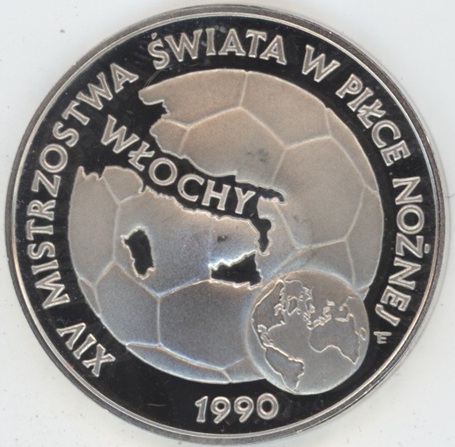 XIV MISTRZOSTWA ŚWIATA W PIŁCE NOŻNEJ
WŁOCHY
1990